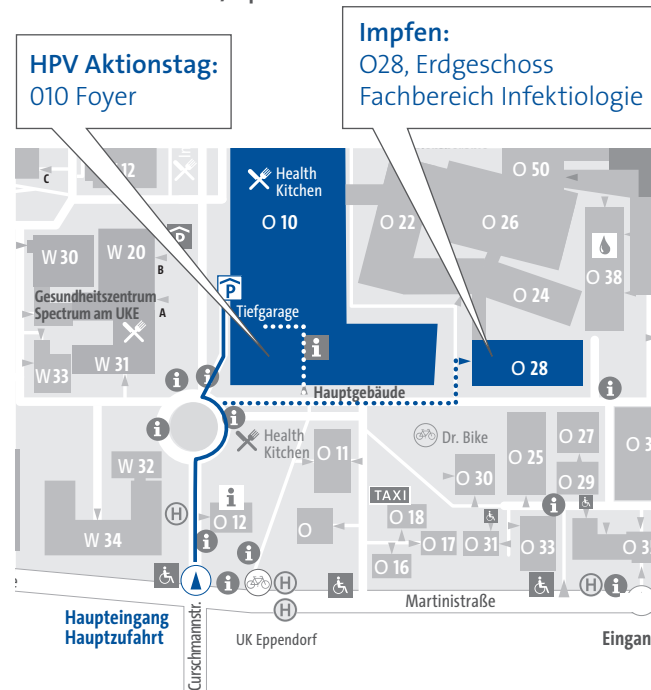 HPV Aktionstag:
010 Foyer
Impfen:
O28, Erdgeschoss
Fachbereich Infektiologie
C
12
Health
Kitchen
O 10
O 22
O 50
O 26
O 38
O 24
W 30
W 20
B
A
P
P
Gesundheitszentrum
Spectrum am UKE
Tiefgarage
W 33
W 31
i
O 28
Hauptgebäude
i
i
i
i
i
Health
Kitchen
O 11
Dr. Bike
O 30
O 25
O 27
O 29
W 32
W 34
H
i
O 12
O
TAXI
O 18
O 17
O 16
O 31
O 33
i
i
i
i
H
H
H
i
Haupteingang
Hauptzufahrt
Curschmannstr.
UK Eppendorf
Martinistraße